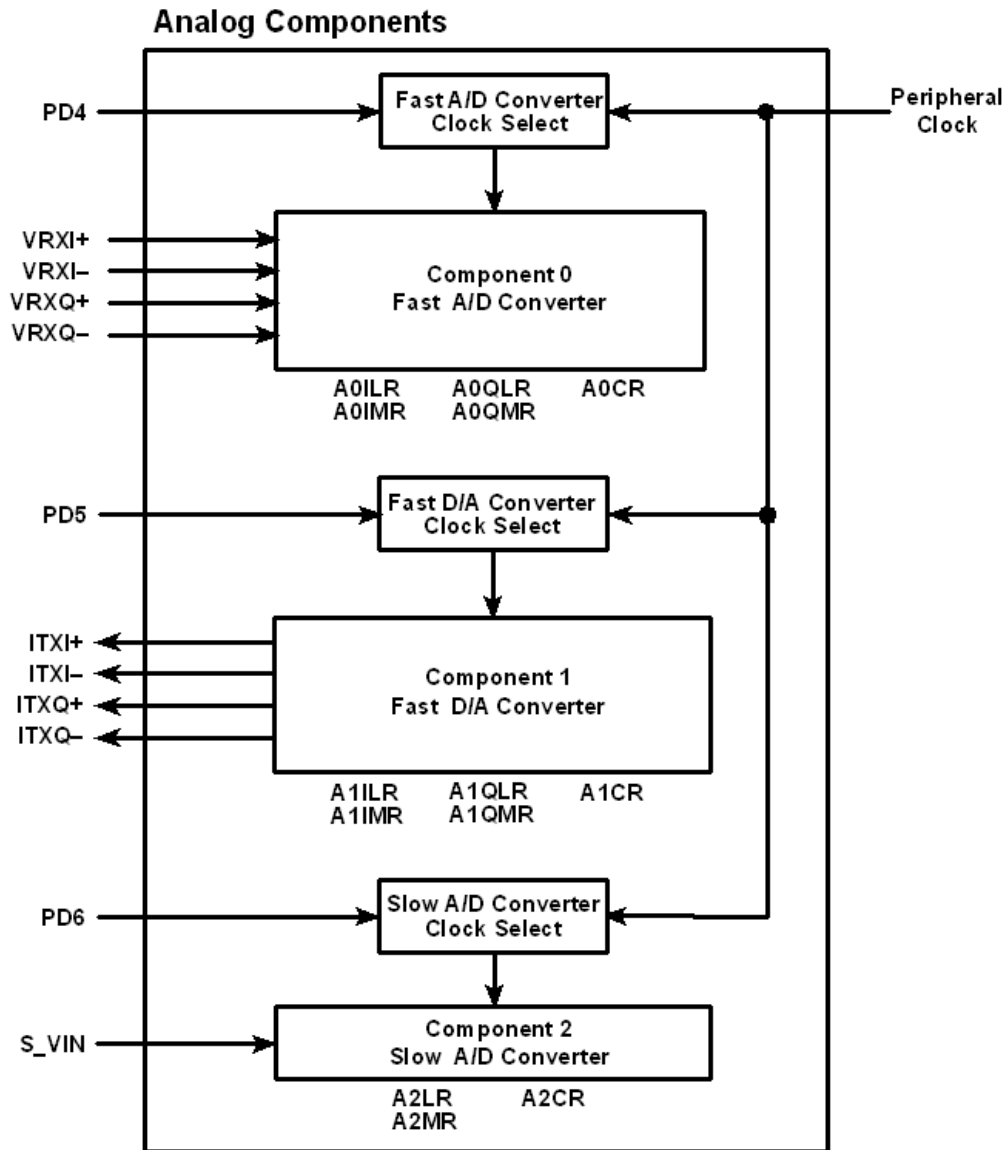 Analog Components
PD4
Fast A/D Converter
Clock Select
Peripheral
Clock
VRXI+
VRXI–
VRXQ+
VRXQ–
Component 0
Fast A/D Converter
A0ILR A0QLR A0CR
A0IMR A0QMR
PD5
Fast D/A Converter
Clock Select
ITXI+
ITXI–
ITXQ+
ITXQ–
Component 1
Fast D/A Converter
A1ILR A1QLR A1CR
A1IMR A1QMR
PD6
Slow A/D Converter
Clock Select
S_VIN
Component 2
Slow A/D Converter
A2LR A2CR
A2MR